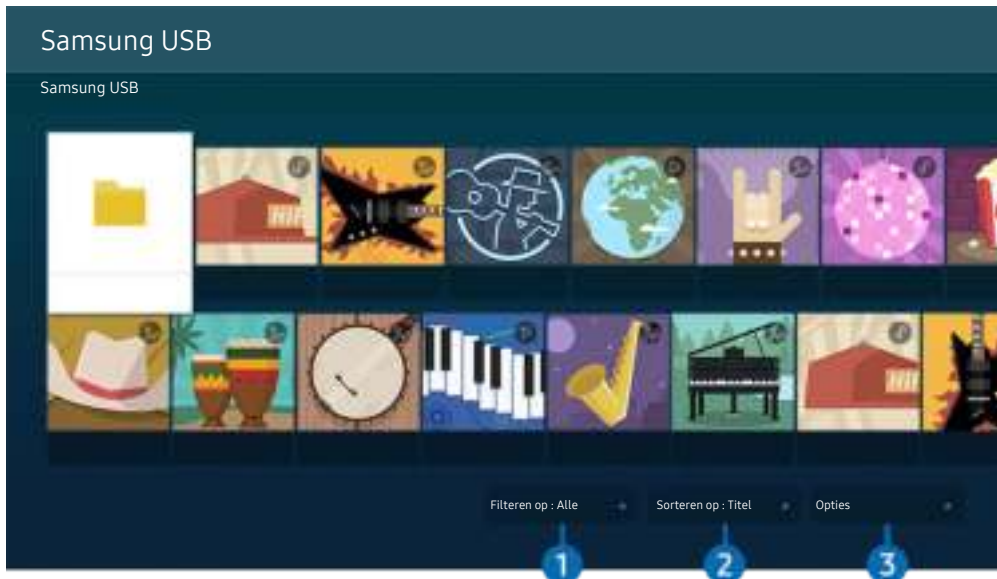 Samsung USB
Samsung USB
Filteren op : Alle
Sorteren op : Titel
Opties
1
2
3